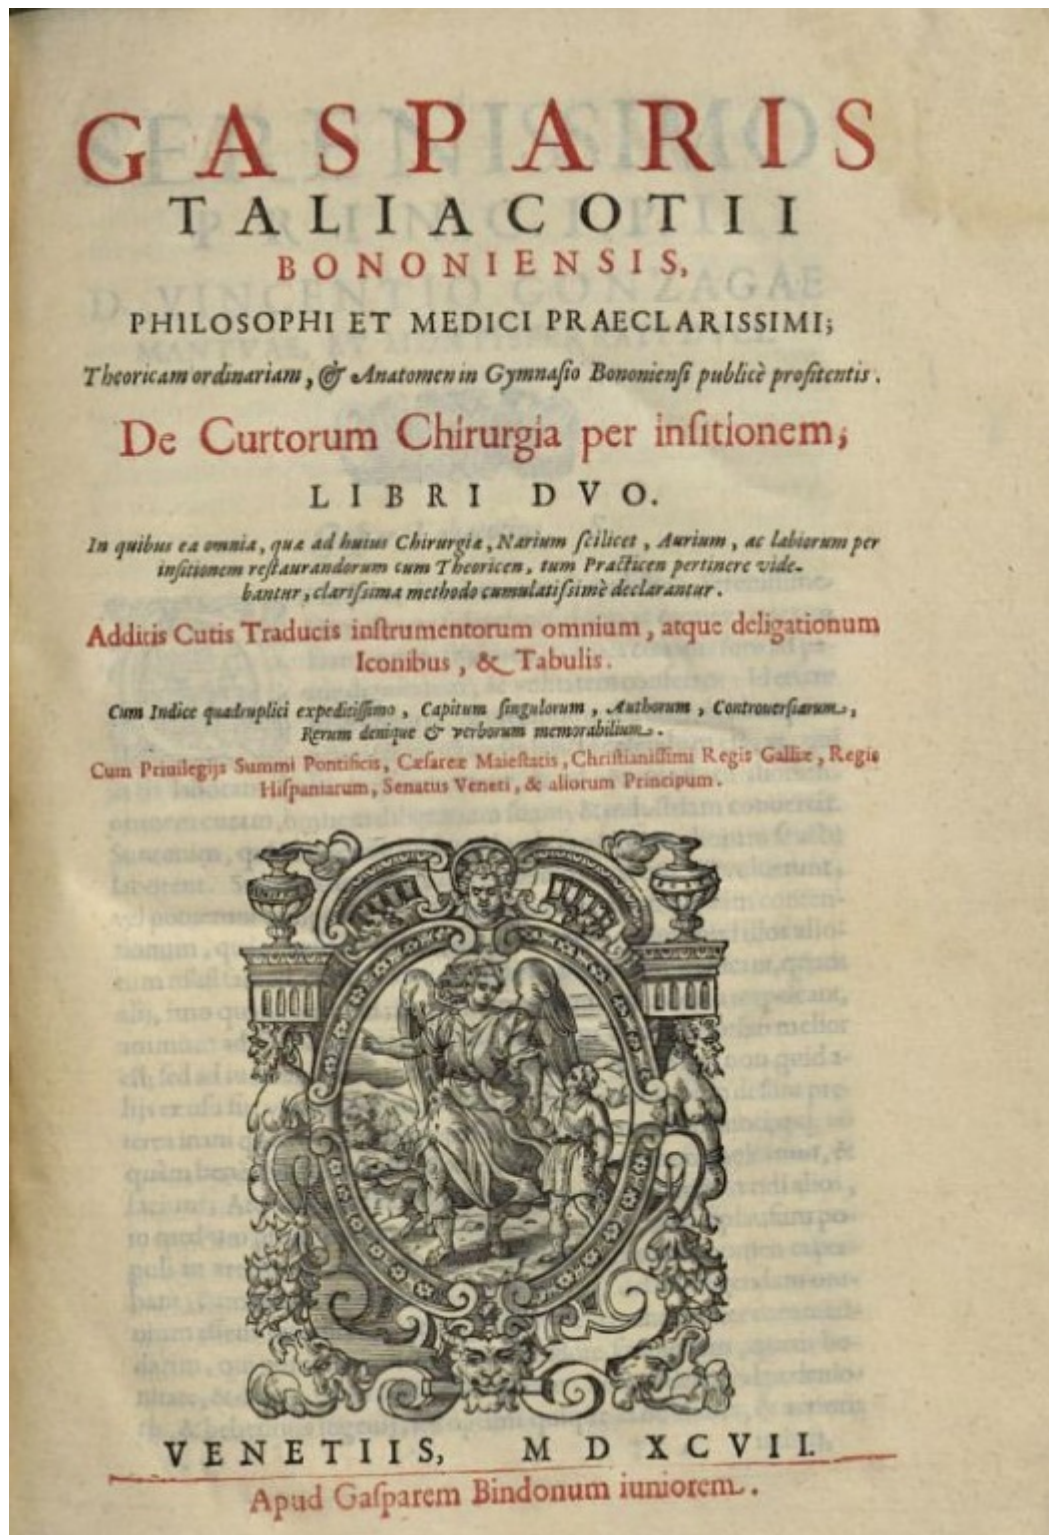 GASPARIS
TALIACOTII
BONONIENSIS,
PHILOSOPHI ET MEDICI PRAECLARISSIMI;
Theoricam ordinariam, & Anatomen in Gymnaſio Bononienſi publicè profitentis.
De Curtorum Chirurgia per inſitionem;
LIBRI DVO.
In quibus ea omnia, quæ ad huius Chirurgiæ, Narium ſcilicet, Aurium, ac labiorum per
inſitionem reſtaurandorum cum Theoricen, tum Practicen pertinere vide-
bantur, clariſsima methodo cumulatiſsimè declarantur.
Additis Cutis Traducis inſtrumentorum omnium, atque deligationum
Iconibus, & Tabulis.
Cum Indice quadruplici expeditiſſimo, Capitum ſingulorum, Authorum, Controuerſiarum,
Rerum denique & verborum memorabilium.
Cum Priuilegijs Summi Pontificis, Cæſareæ Maieſtatis, Chriſtianiſſimi Regis Galliæ, Regis
Hiſpaniarum, Senatus Veneti, & aliorum Principum.
VENETIIS, MDXCVII.
Apud Gaſparem Bindonum iuniorem.